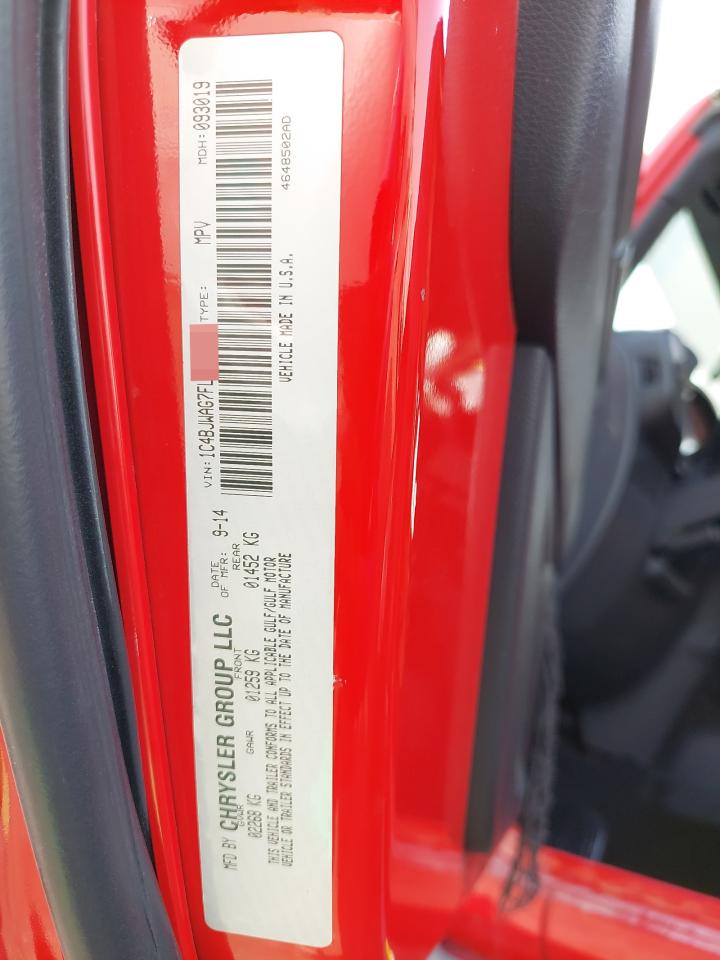 MFD BY CHRYSLER GROUP LLC DATE OF MFR: 9-14 VIN:1C4BJWAG7FL TYPE: MPV MDH:093019
GVWR 02268 KG GAWR FRONT 01259 KG REAR 01452 KG
THIS VEHICLE AND TRAILER CONFORMS TO ALL APPLICABLE GULF/GULF MOTOR
VEHICLE OR TRAILER STANDARDS IN EFFECT UP TO THE DATE OF MANUFACTURE
VEHICLE MADE IN U.S.A. 4648502AD